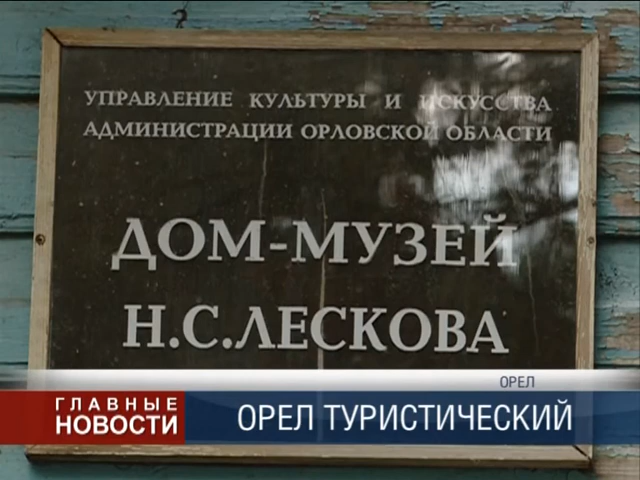 УПРАВЛЕНИЕ КУЛЬТУРЫ И ИСКУССТВА
АДМИНИСТРАЦИИ ОРЛОВСКОЙ ОБЛАСТИ
ДОМ-МУЗЕЙ
Н.С.ЛЕСКОВА
ОРЕЛ
ГЛАВНЫЕ
НОВОСТИ
ОРЕЛ ТУРИСТИЧЕСКИЙ